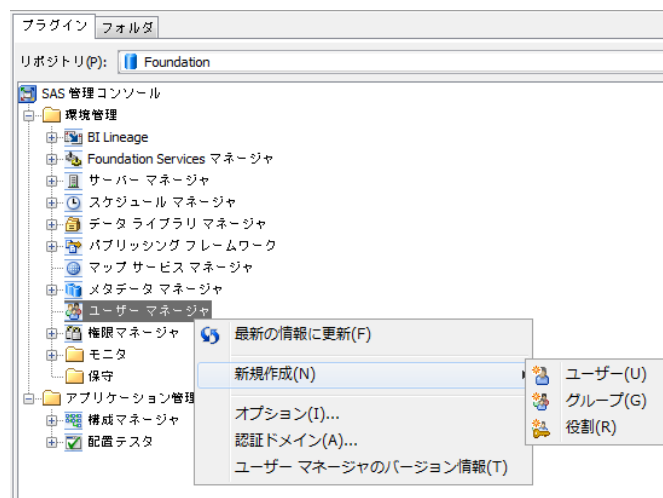 プラグイン フォルダ
リポジトリ(P): Foundation
SAS 管理コンソール
環境管理
BI Lineage
Foundation Services マネージャ
サーバー マネージャ
スケジュール マネージャ
データ ライブラリ マネージャ
パブリッシング フレームワーク
マップ サービス マネージャ
メタデータ マネージャ
ユーザー マネージャ
権限マネージャ
モニタ
保守
アプリケーション管理
構成マネージャ
配置テスタ
最新の情報に更新(F)
新規作成(N)
オプション(I)...
認証ドメイン(A)...
ユーザー マネージャのバージョン情報(T)
ユーザー(U)
グループ(G)
役割(R)